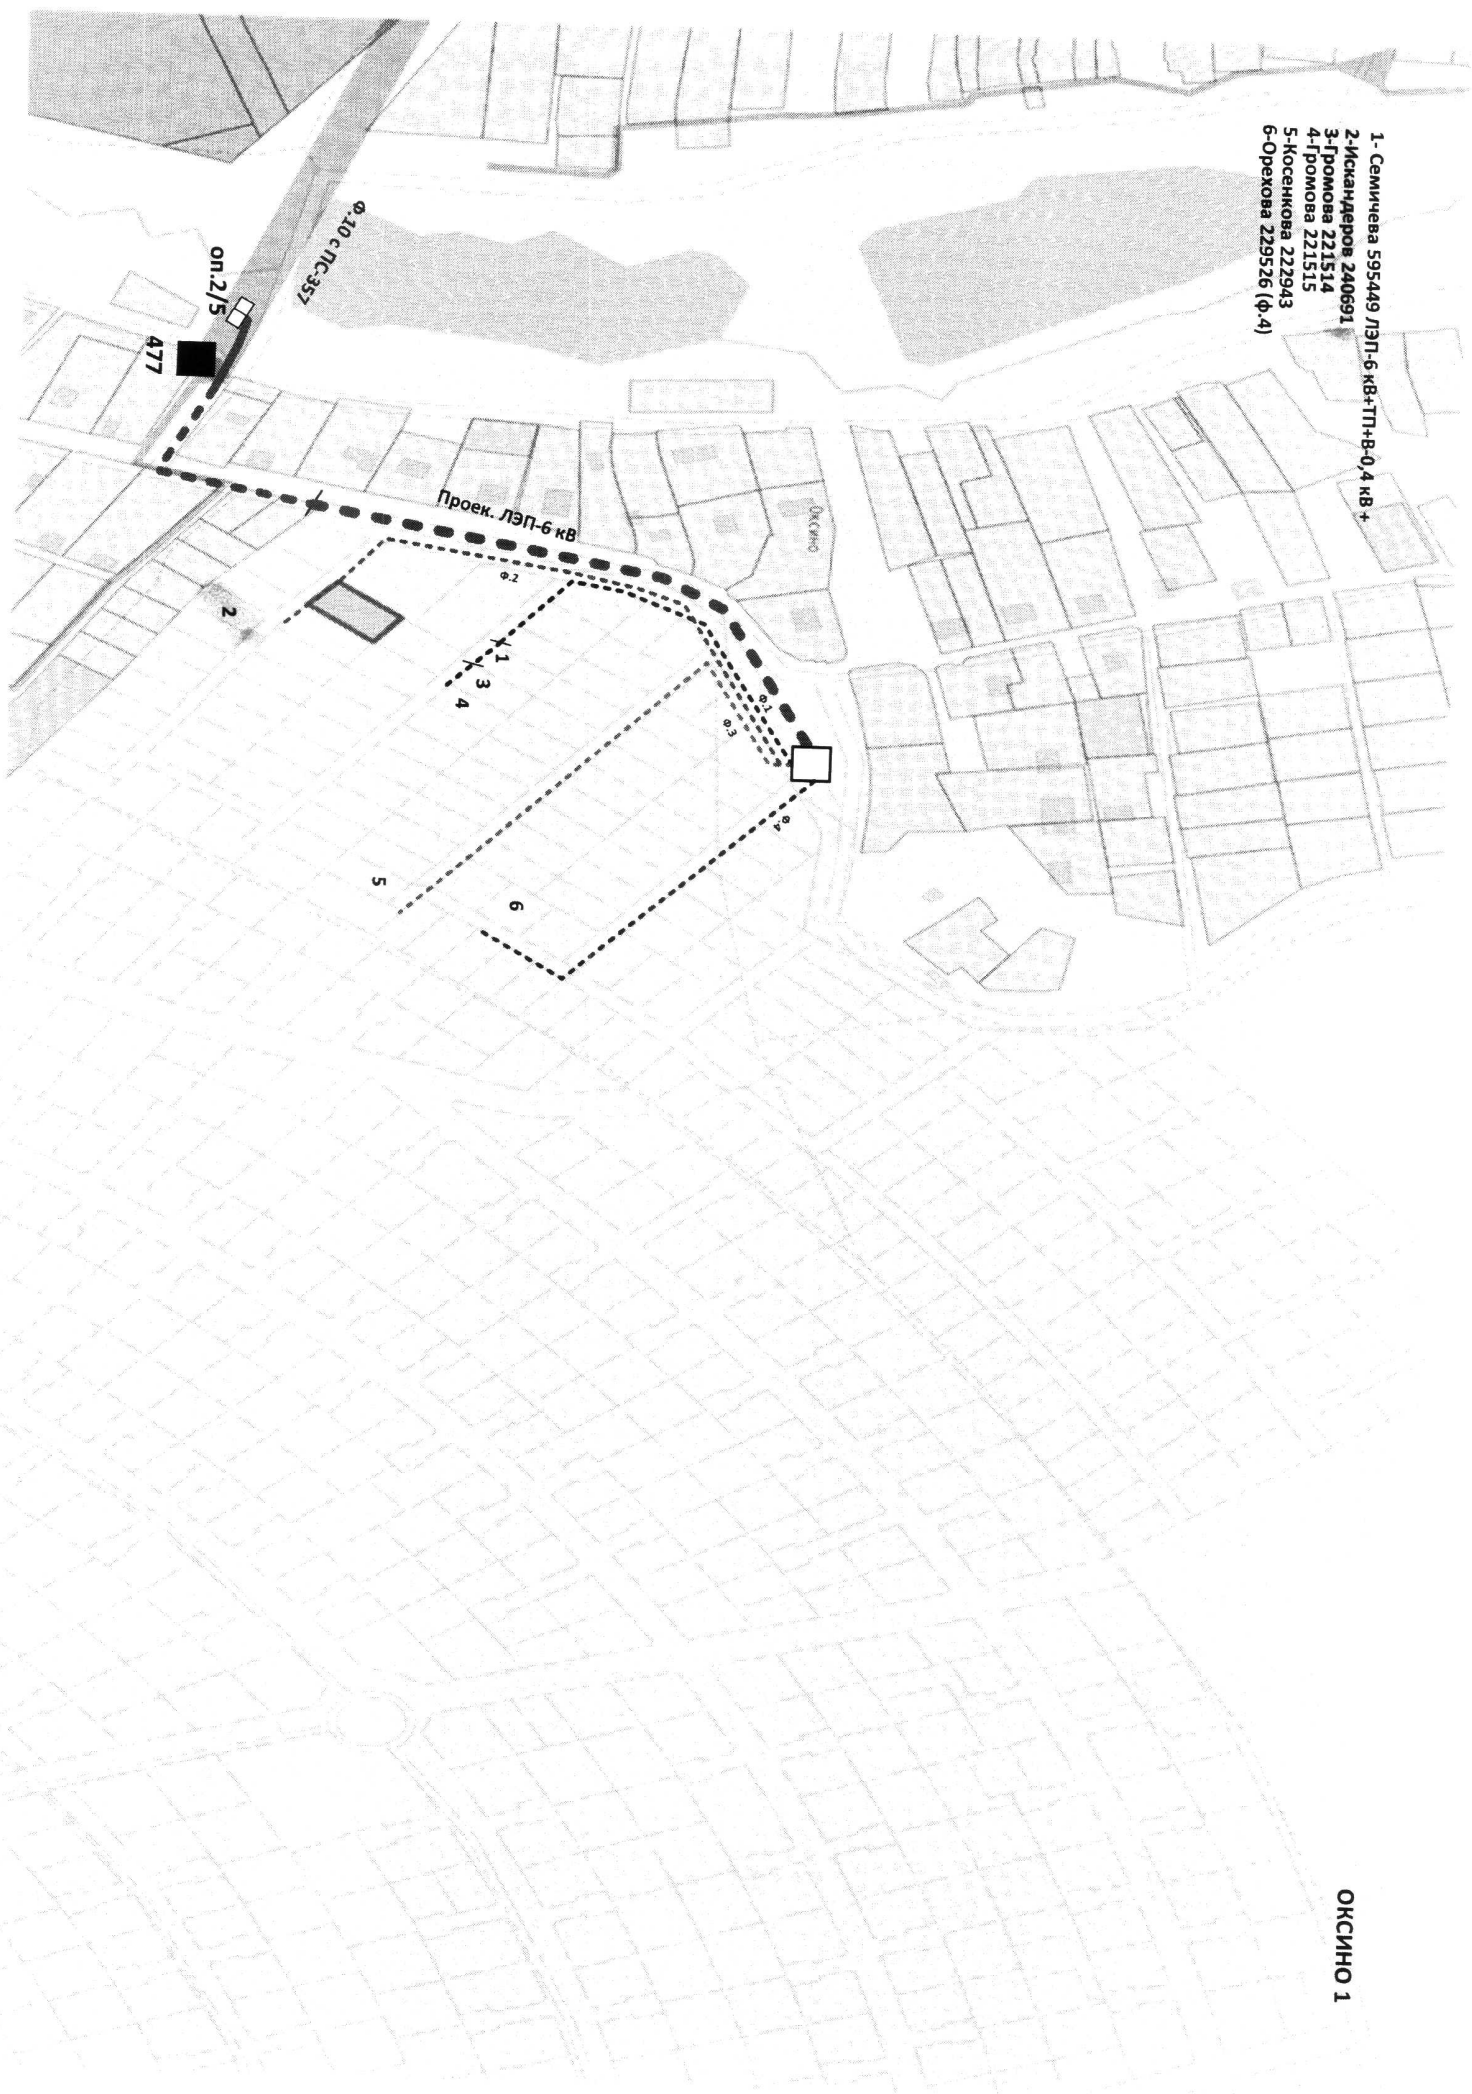 1- Семичева 595449 ЛЭП-6 кВ+ТП+В-0,4 кВ +
2-Искандеров 240691
3-Громова 221514
4-Громова 221515
5-Косенкова 222943
6-Орехова 229526 (ф.4)
ОКСИНО 1
Ф.10 с ПС-357
оп.2/5
477
Проек. ЛЭП-6 кВ
Оксино
ф.2
2
1
3
4
ф.1
ф.3
ф.4
5
6